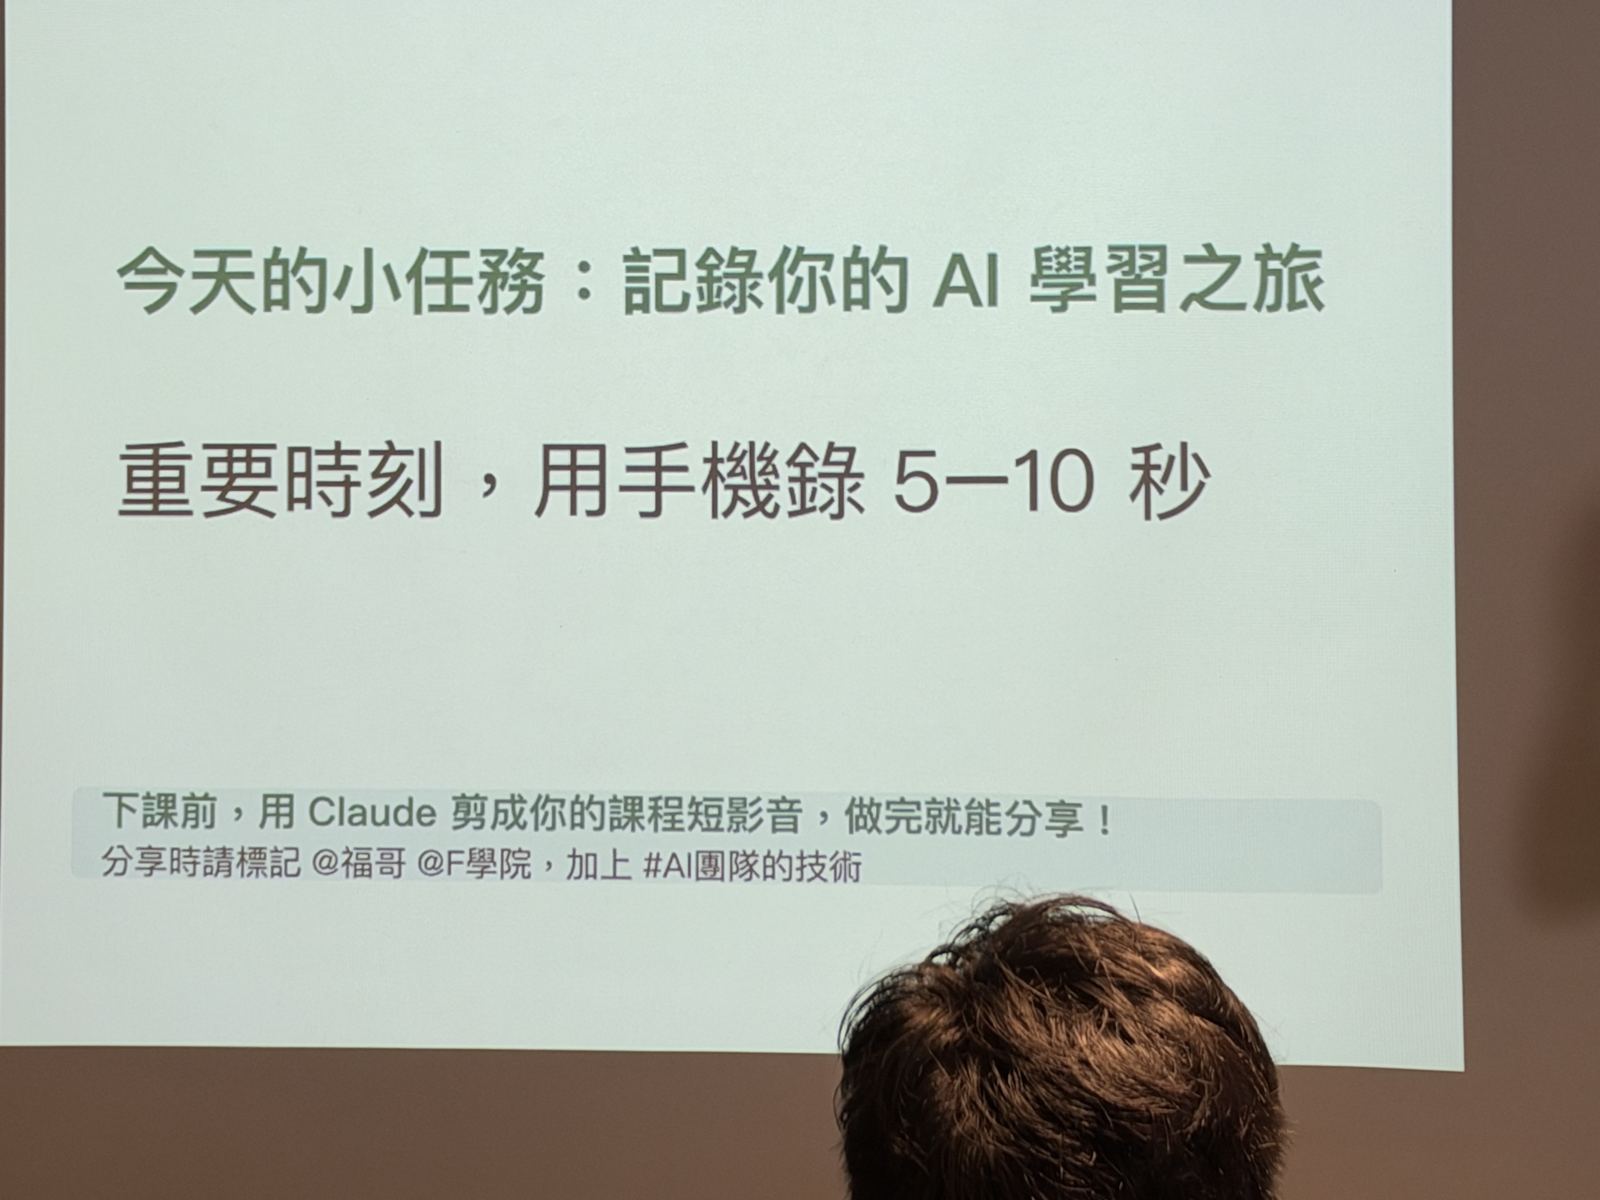 今天的小任務：記錄你的 AI 學習之旅
重要時刻，用手機錄 5—10 秒
下課前，用 Claude 剪成你的課程短影音，做完就能分享！
分享時請標記 @福哥 @F學院，加上 #AI團隊的技術